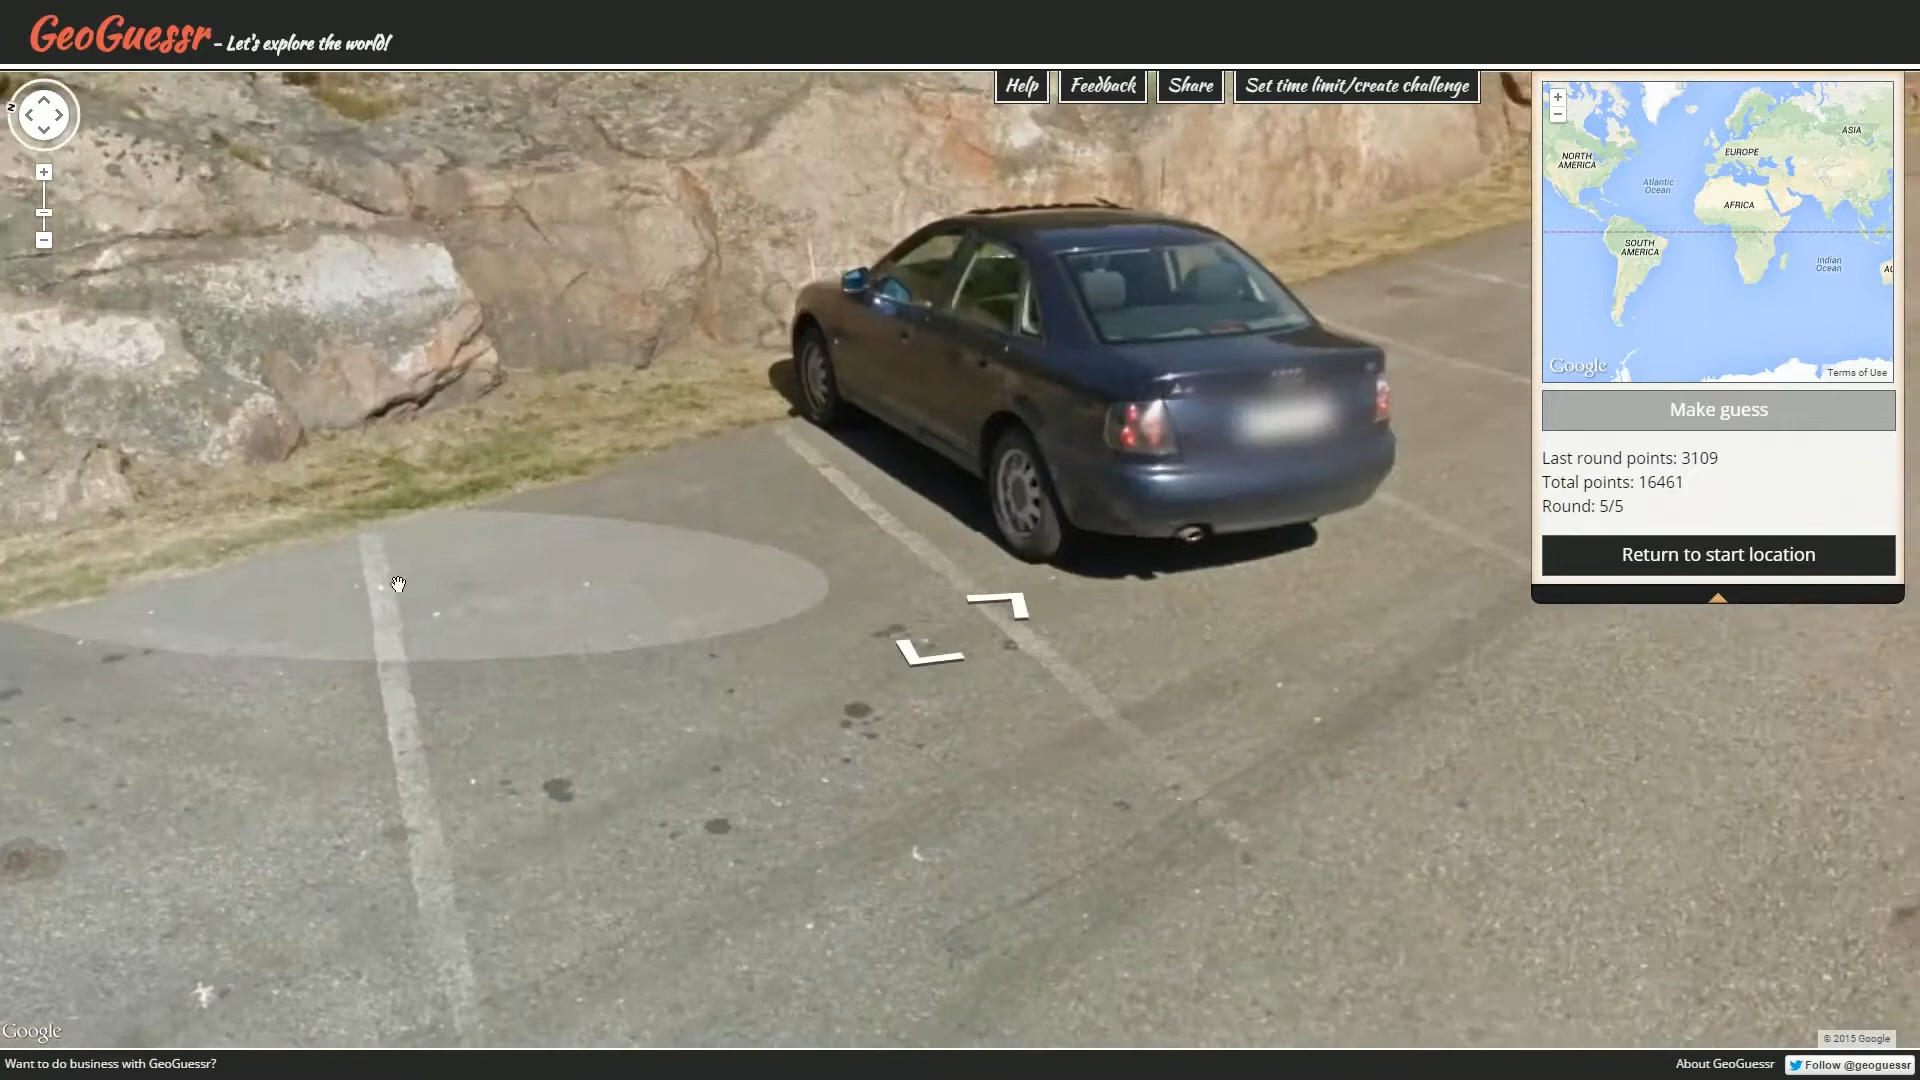 GeoGuessr - Let's explore the world!
Help
Feedback
Share
Set time limit/create challenge
N
+
−
+
−
NORTH AMERICA
Atlantic Ocean
EUROPE
ASIA
AFRICA
SOUTH AMERICA
Indian Ocean
AU
Google
Terms of Use
Make guess
Last round points: 3109
Total points: 16461
Round: 5/5
Return to start location
Google
© 2015 Google
Want to do business with GeoGuessr?
About GeoGuessr
Follow @geoguessr